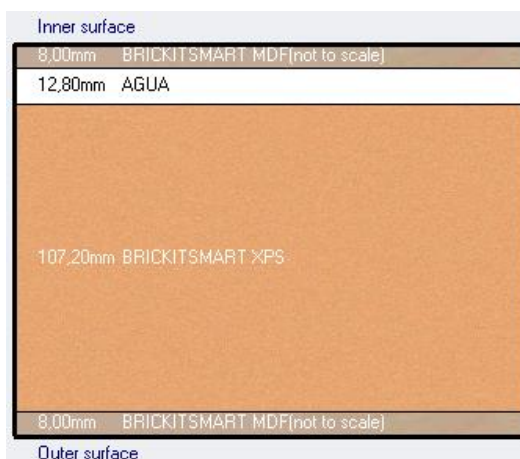 Inner surface
8,00mm BRICKITSMART MDF(not to scale)
12,80mm AGUA
107,20mm BRICKITSMART XPS
8,00mm BRICKITSMART MDF(not to scale)
Outer surface